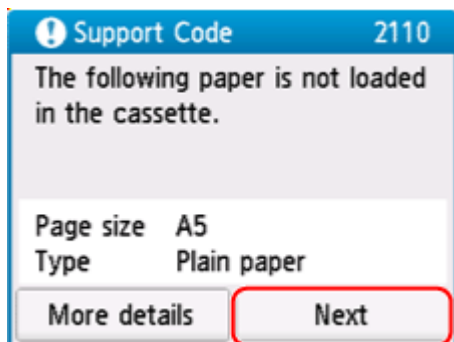 Support Code 2110
The following paper is not loaded
in the cassette.
Page size A5
Type Plain paper
More details Next